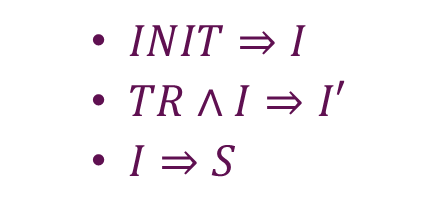 • INIT ⇒ I
• TR ∧ I ⇒ I′
• I ⇒ S